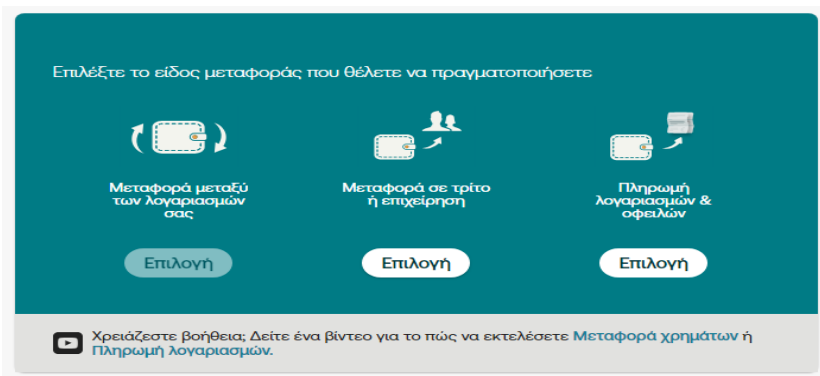 Επιλέξτε το είδος μεταφοράς που θέλετε να πραγματοποιήσετε
Μεταφορά μεταξύ
των λογαριασμών
σας
Επιλογή
Μεταφορά σε τρίτο
ή επιχείρηση
Επιλογή
Πληρωμή
λογαριασμών &
οφειλών
Επιλογή
Χρειάζεστε βοήθεια; Δείτε ένα βίντεο για το πώς να εκτελέσετε Μεταφορά χρημάτων ή
Πληρωμή λογαριασμών.